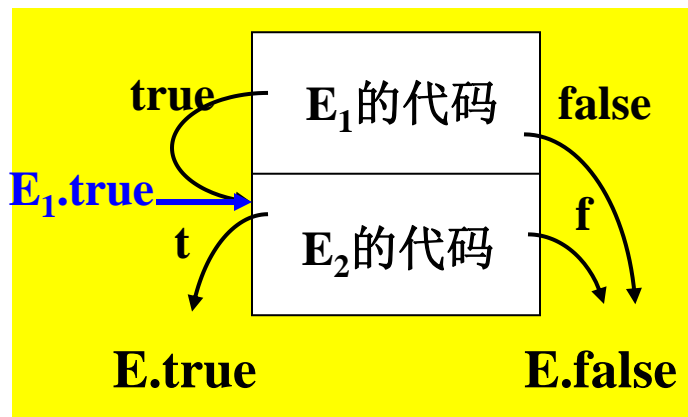 true
E₁的代码
false
E₁.true
t
E₂的代码
f
E.true
E.false